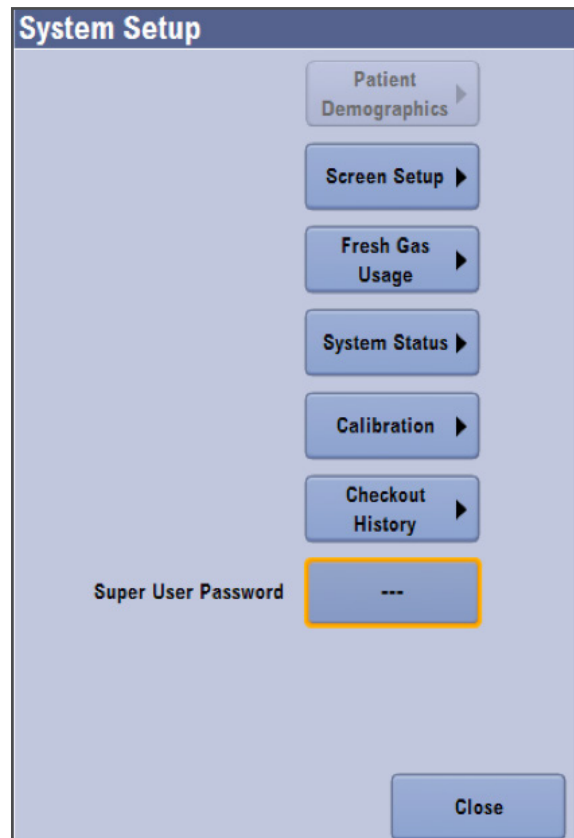 System Setup
Patient
Demographics
Screen Setup
Fresh Gas
Usage
System Status
Calibration
Checkout
History
Super User Password ---
Close